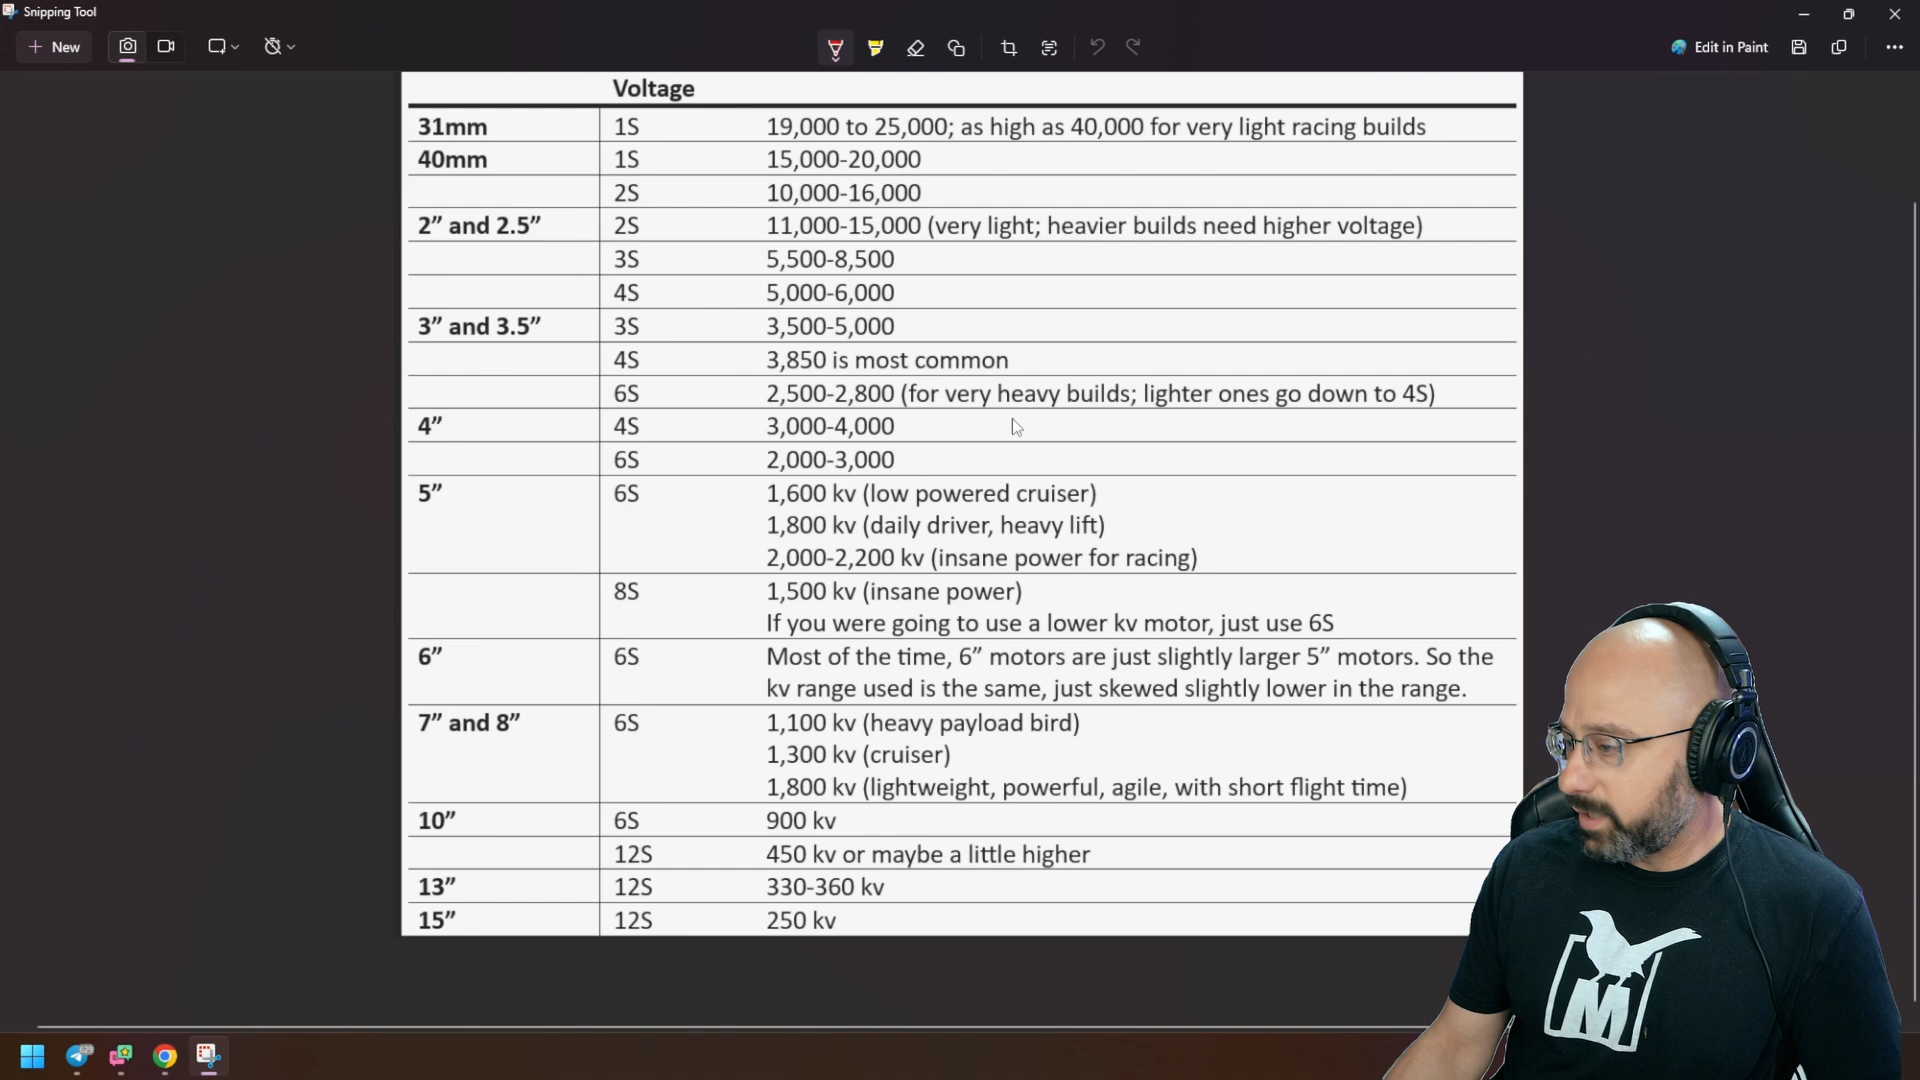 Snipping Tool
New
Edit in Paint
Voltage
31mm 1S 19,000 to 25,000; as high as 40,000 for very light racing builds
40mm 1S 15,000-20,000
2S 10,000-16,000
2” and 2.5” 2S 11,000-15,000 (very light; heavier builds need higher voltage)
3S 5,500-8,500
4S 5,000-6,000
3” and 3.5” 3S 3,500-5,000
4S 3,850 is most common
6S 2,500-2,800 (for very heavy builds; lighter ones go down to 4S)
4” 4S 3,000-4,000
6S 2,000-3,000
5” 6S 1,600 kv (low powered cruiser)
1,800 kv (daily driver, heavy lift)
2,000-2,200 kv (insane power for racing)
8S 1,500 kv (insane power)
If you were going to use a lower kv motor, just use 6S
6” 6S Most of the time, 6” motors are just slightly larger 5” motors. So the
kv range used is the same, just skewed slightly lower in the range.
7” and 8” 6S 1,100 kv (heavy payload bird)
1,300 kv (cruiser)
1,800 kv (lightweight, powerful, agile, with short flight time)
10” 6S 900 kv
12S 450 kv or maybe a little higher
13” 12S 330-360 kv
15” 12S 250 kv
M